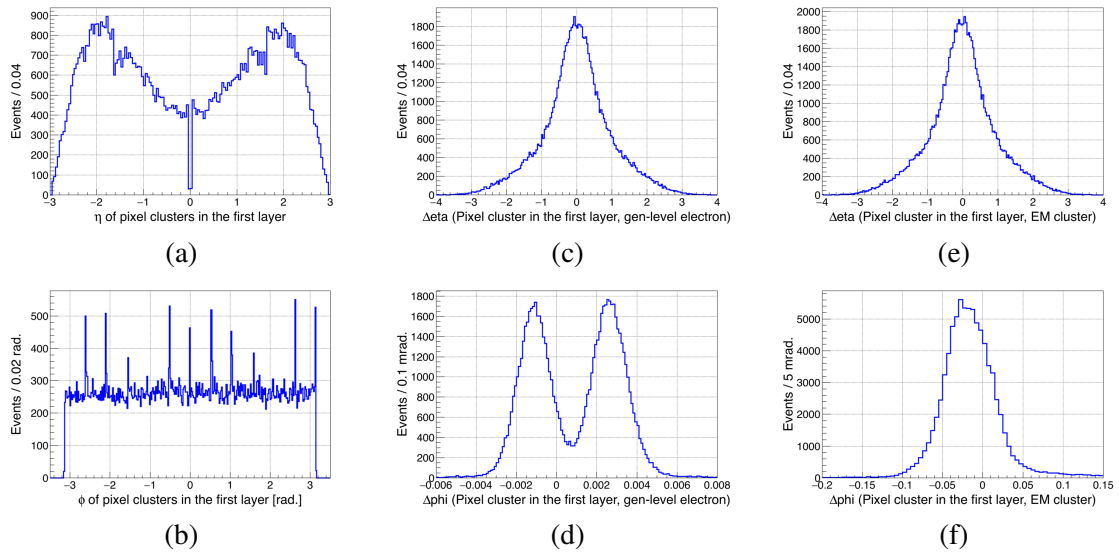 Events / 0.04
900
800
700
600
500
400
300
200
100
0
−3 −2 −1 0 1 2 3
η of pixel clusters in the first layer
(a)
Events / 0.04
1800
1600
1400
1200
1000
800
600
400
200
0
−4 −3 −2 −1 0 1 2 3 4
Δeta (Pixel cluster in the first layer, gen-level electron)
(c)
Events / 0.04
2000
1800
1600
1400
1200
1000
800
600
400
200
0
−4 −3 −2 −1 0 1 2 3 4
Δeta (Pixel cluster in the first layer, EM cluster)
(e)
Events / 0.02 rad.
500
400
300
200
100
0
−3 −2 −1 0 1 2 3
ϕ of pixel clusters in the first layer [rad.]
(b)
Events / 0.1 mrad.
1800
1600
1400
1200
1000
800
600
400
200
0
−0.006 −0.004 −0.002 0 0.002 0.004 0.006 0.008
Δphi (Pixel cluster in the first layer, gen-level electron)
(d)
Events / 5 mrad.
5000
4000
3000
2000
1000
0
−0.2 −0.15 −0.1 −0.05 0 0.05 0.1 0.15
Δphi (Pixel cluster in the first layer, EM cluster)
(f)